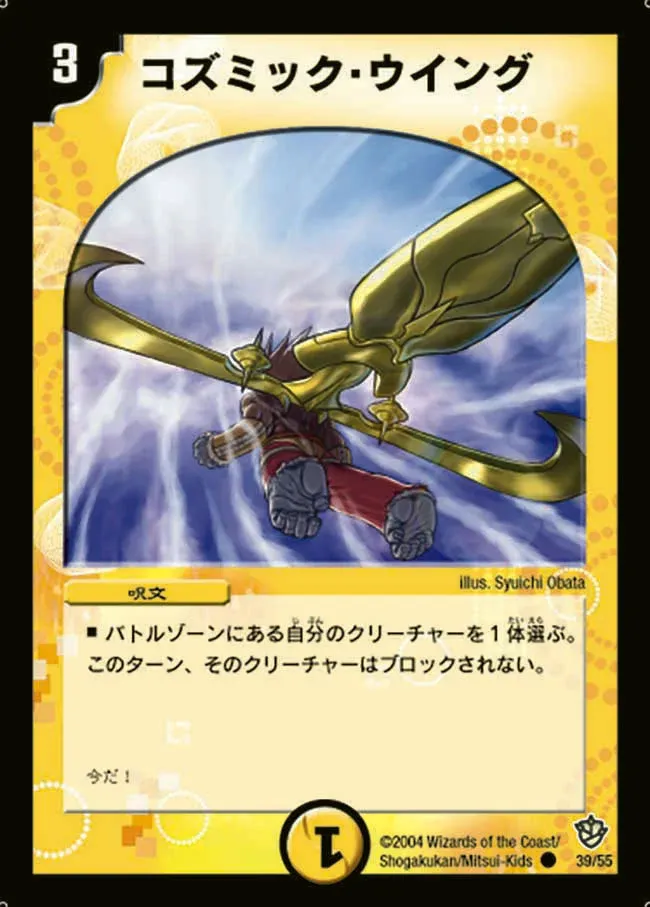 3
コズミック・ウイング
illus. Syuichi Obata
呪文
■ バトルゾーンにある自分のクリーチャーを1体選ぶ。
このターン、そのクリーチャーはブロックされない。
今だ！
1
©2004 Wizards of the Coast/
Shogakukan/Mitsui-Kids
39/55